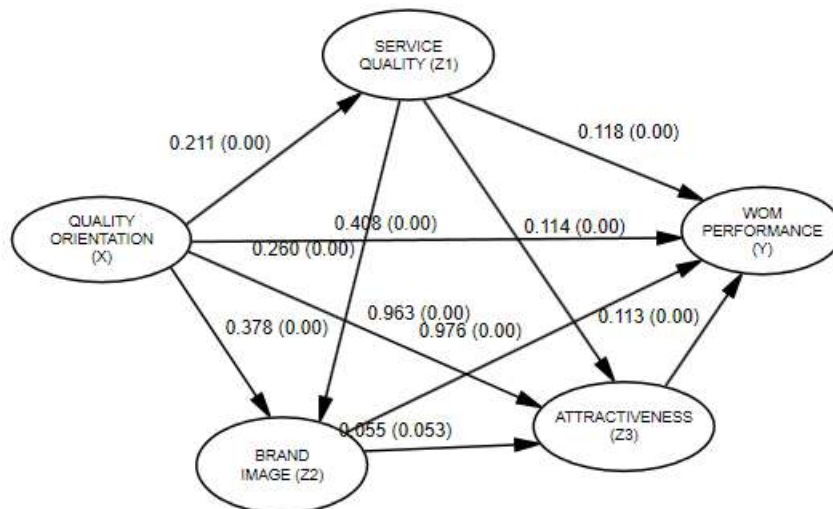 SERVICE
QUALITY (Z1)
0.211 (0.00)
0.118 (0.00)
QUALITY
ORIENTATION
(X)
0.408 (0.00)
0.260 (0.00)
0.114 (0.00)
WOM
PERFORMANCE
(Y)
0.378 (0.00)
0.963 (0.00)
0.976 (0.00)
0.113 (0.00)
ATTRACTIVENESS
(Z3)
0.055 (0.053)
BRAND
IMAGE (Z2)